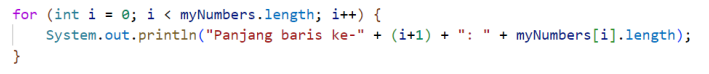 for (int i = 0; i < myNumbers.length; i++) {
    System.out.println("Panjang baris ke-" + (i+1) + ": " + myNumbers[i].length);
}